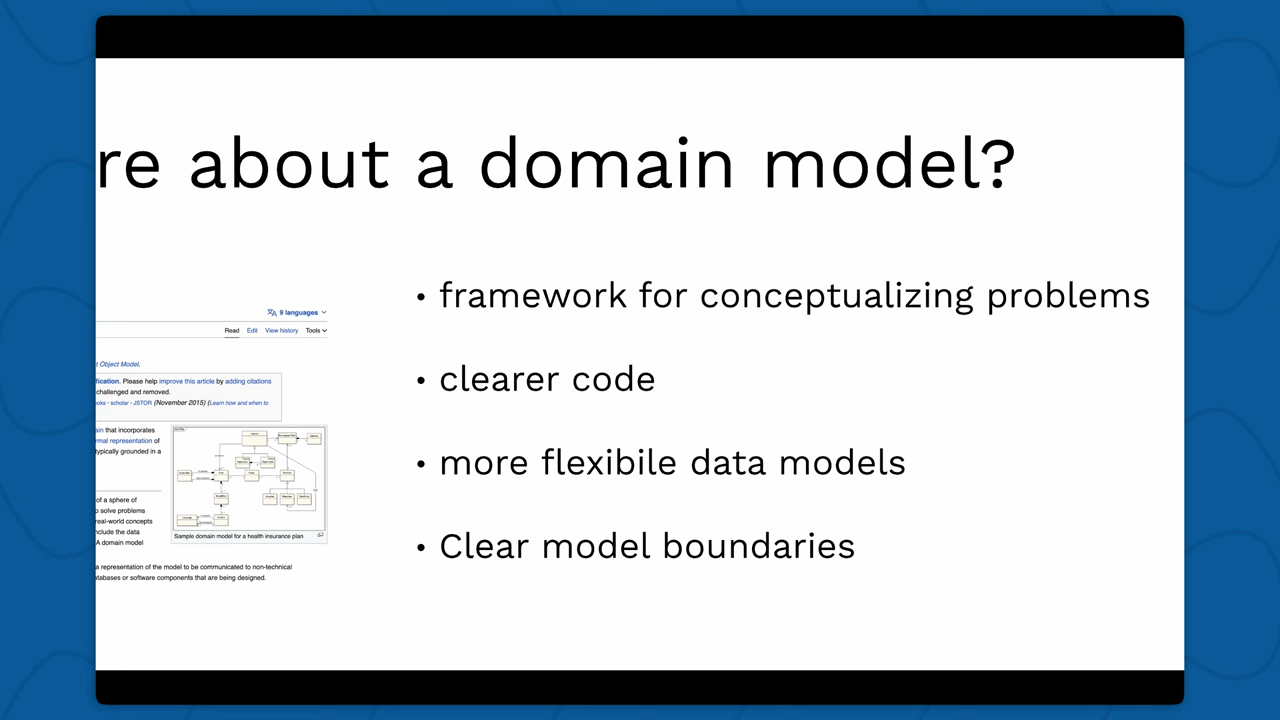 re about a domain model?
• framework for conceptualizing problems
• clearer code
• more flexibile data models
• Clear model boundaries
9 languages
Read Edit View history Tools
t Object Model.
fication. Please help improve this article by adding citations
challenged and removed.
oks · scholar · JSTOR (November 2015) (Learn how and when to
ain that incorporates
rmal representation of
typically grounded in a
Sample domain model for a health insurance plan
of a sphere of
o solve problems
real-world concepts
nclude the data
A domain model
a representation of the model to be communicated to non-technical
atabases or software components that are being designed.